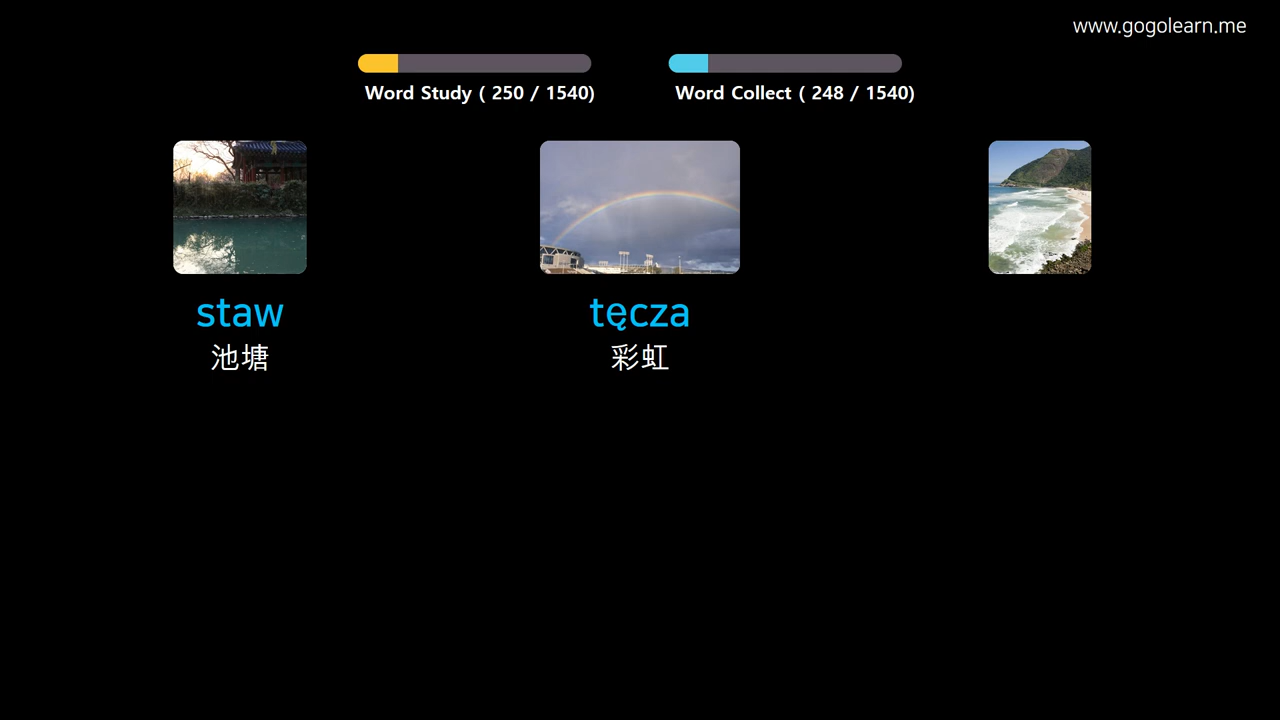 www.gogolearn.me
Word Study ( 250 / 1540)
Word Collect ( 248 / 1540)
staw
池塘
tęcza
彩虹